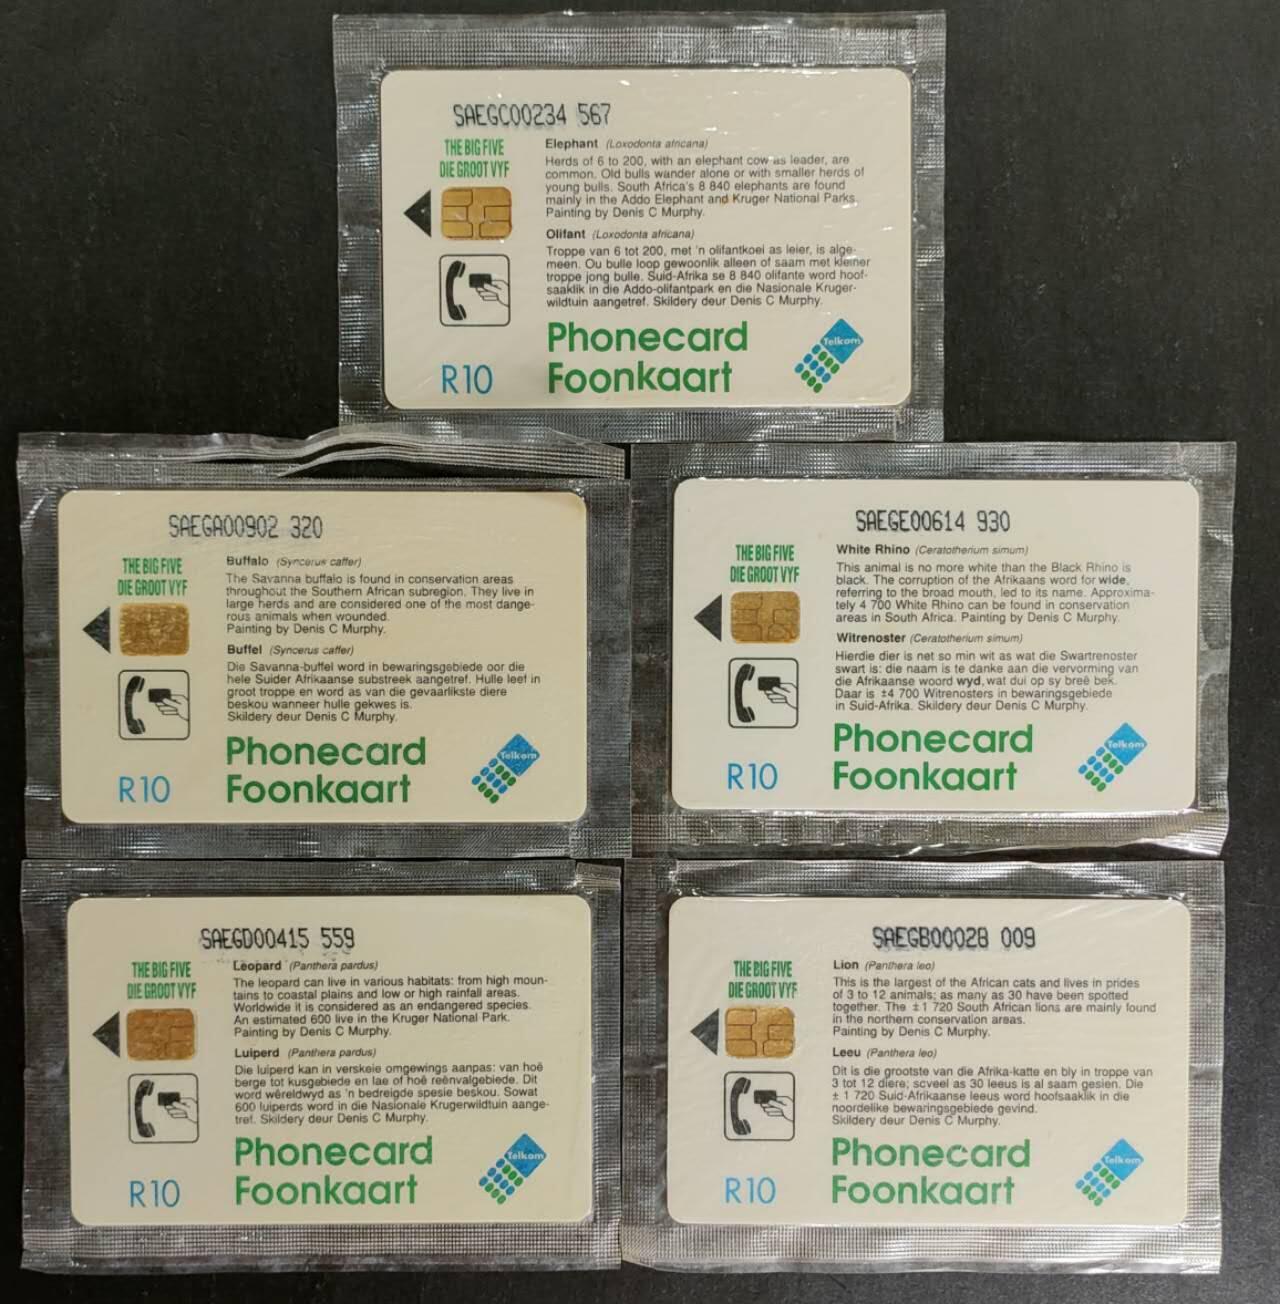 SAEGC00234 567
THE BIG FIVE
DIE GROOT VYF
Elephant (Loxodonta africana)
Herds of 6 to 200, with an elephant cow as leader, are
common. Old bulls wander alone or with smaller herds of
young bulls. South Africa's 8 840 elephants are found
mainly in the Addo Elephant and Kruger National Parks.
Painting by Denis C Murphy.
Olifant (Loxodonta africana)
Troppe van 6 tot 200, met 'n olifantkoei as leier, is alge-
meen. Ou bulle loop gewoonlik alleen of saam met kleiner
troppe jong bulle. Suid-Afrika se 8 840 olifante word hoof-
saaklik in die Addo-olifantpark en die Nasionale Kruger-
wildtuin aangetref. Skildery deur Denis C Murphy.
R10
Phonecard
Foonkaart
Telkom
SAEGA00902 320
THE BIG FIVE
DIE GROOT VYF
Buffalo (Syncerus caffer)
The Savanna buffalo is found in conservation areas
throughout the Southern African subregion. They live in
large herds and are considered one of the most dange-
rous animals when wounded.
Painting by Denis C Murphy.
Buffel (Syncerus caffer)
Die Savanna-buffel word in bewaringsgebiede oor die
hele Suider Afrikaanse substreek aangetref. Hulle leef in
groot troppe en word as van die gevaarlikste diere
beskou wanneer hulle gekwes is.
Skildery deur Denis C Murphy.
R10
Phonecard
Foonkaart
Telkom
SAEGE00614 930
THE BIG FIVE
DIE GROOT VYF
White Rhino (Ceratotherium simum)
This animal is no more white than the Black Rhino is
black. The corruption of the Afrikaans word for wide,
referring to the broad mouth, led to its name. Approxima-
tely 4 700 White Rhino can be found in conservation
areas in South Africa. Painting by Denis C Murphy.
Witrenoster (Ceratotherium simum)
Hierdie dier is net so min wit as wat die Swartrenoster
swart is: die naam is te danke aan die vervorming van
die Afrikaanse woord wyd, wat dui op sy breë bek.
Daar is ±4 700 Witrenosters in bewaringsgebiede
in Suid-Afrika. Skildery deur Denis C Murphy.
R10
Phonecard
Foonkaart
Telkom
SAEGD00415 559
THE BIG FIVE
DIE GROOT VYF
Leopard (Panthera pardus)
The leopard can live in various habitats: from high moun-
tains to coastal plains and low or high rainfall areas.
Worldwide it is considered as an endangered species.
An estimated 600 live in the Kruger National Park.
Painting by Denis C Murphy.
Luiperd (Panthera pardus)
Die luiperd kan in verskeie omgewings aanpas: van hoë
berge tot kusgebiede en lae of hoë reënvalgebiede. Dit
word wêreldwyd as 'n bedreigde spesie beskou. Sowat
600 luiperds word in die Nasionale Krugerwildtuin aange-
tref. Skildery deur Denis C Murphy.
R10
Phonecard
Foonkaart
Telkom
SAEGB00028 009
THE BIG FIVE
DIE GROOT VYF
Lion (Panthera leo)
This is the largest of the African cats and lives in prides
of 3 to 12 animals; as many as 30 have been spotted
together. The ±1 720 South African lions are mainly found
in the northern conservation areas.
Painting by Denis C Murphy.
Leeu (Panthera leo)
Dit is die grootste van die Afrika-katte en bly in troppe van
3 tot 12 diere; soveel as 30 leeus is al saam gesien. Die
± 1 720 Suid-Afrikaanse leeus word hoofsaaklik in die
noordelike bewaringsgebiede gevind.
Skildery deur Denis C Murphy.
R10
Phonecard
Foonkaart
Telkom